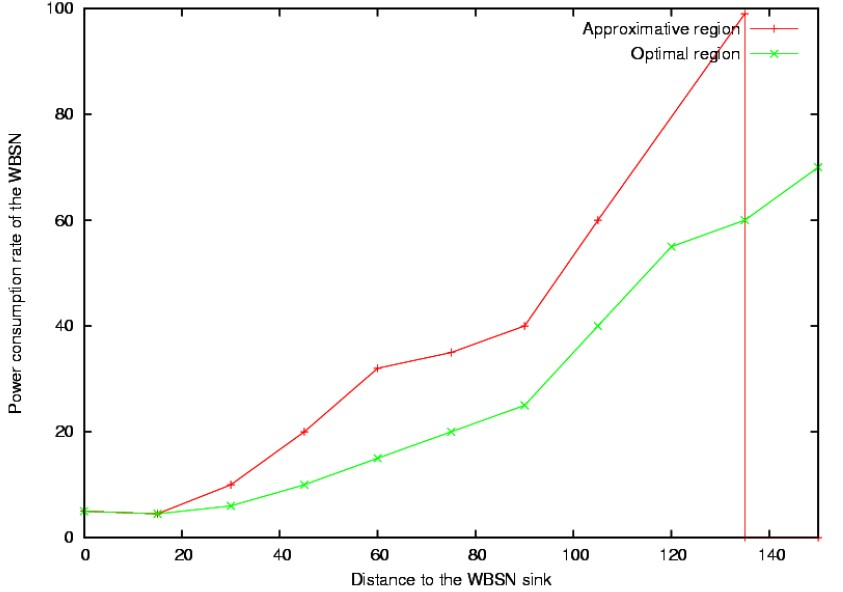 100
80
60
40
20
0
Power consumption rate of the WBSN
Approximative region
Optimal region
0 20 40 60 80 100 120 140
Distance to the WBSN sink